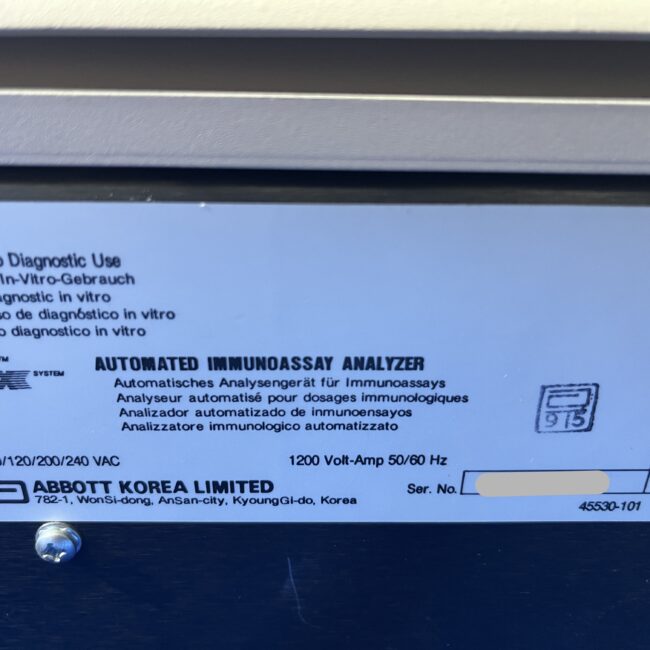 Diagnostic Use
In-Vitro-Gebrauch
agnostic in vitro
so de diagnóstico in vitro
o diagnostico in vitro
TM
SYSTEM
AUTOMATED IMMUNOASSAY ANALYZER
Automatisches Analysengerät für Immunoassays
Analyseur automatisé pour dosages immunologiques
Analizador automatizado de inmunoensayos
Analizzatore immunologico automatizzato
915
/120/200/240 VAC
1200 Volt-Amp 50/60 Hz
ABBOTT KOREA LIMITED
782-1, WonSi-dong, AnSan-city, KyoungGi-do, Korea
Ser. No.
45530-101